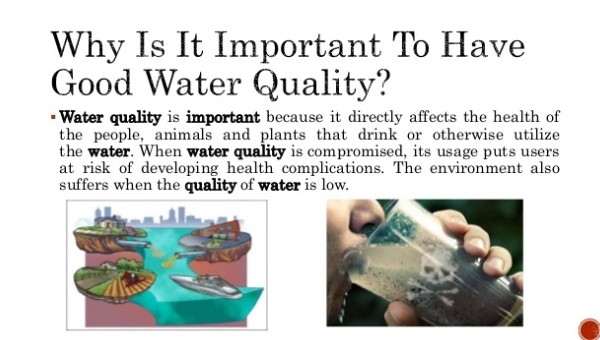 Why Is It Important To Have
Good Water Quality?
▪ Water quality is important because it directly affects the health of
the people, animals and plants that drink or otherwise utilize
the water. When water quality is compromised, its usage puts users
at risk of developing health complications. The environment also
suffers when the quality of water is low.